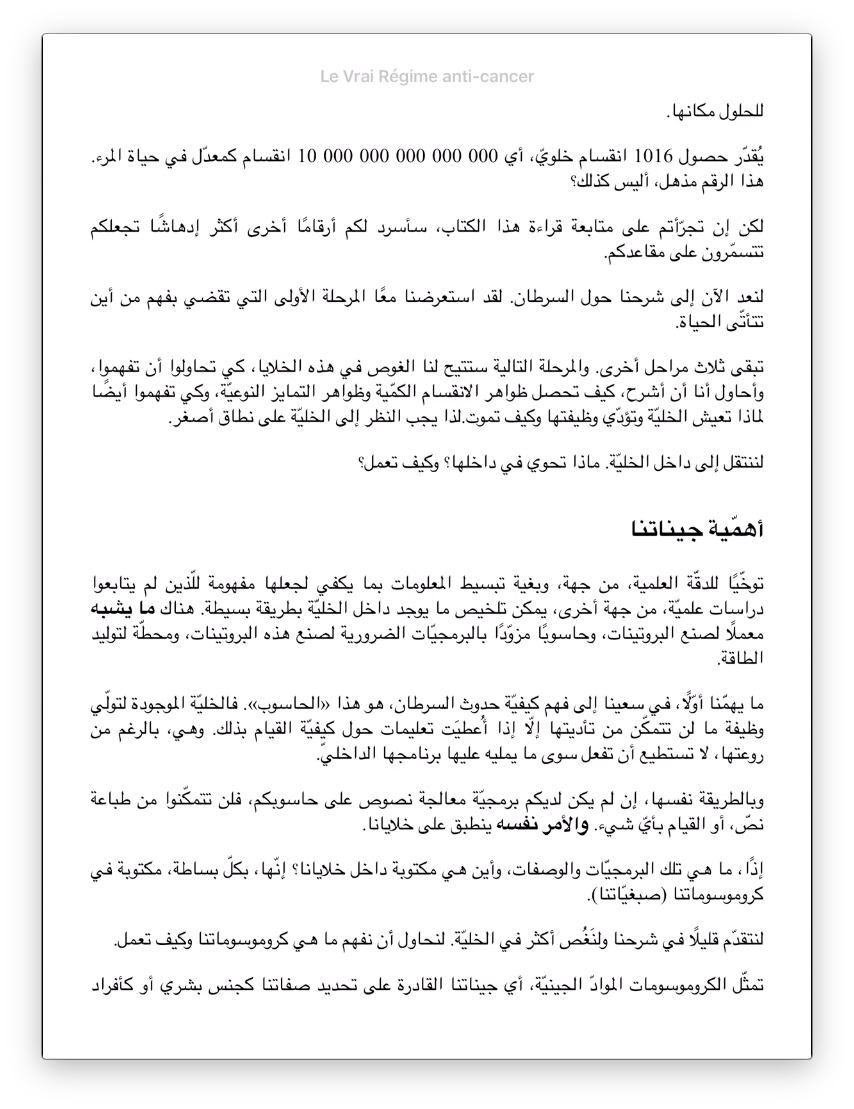 Le Vrai Régime anti-cancer
للحلول مكانها.
يُقدّر حصول 1016 انقسام خلويّ، أي 000 000 000 000 000 10 انقسام كمعدّل في حياة المرء.
هذا الرقم مذهل، أليس كذلك؟
لكن إن تجرّأتم على متابعة قراءة هذا الكتاب، سأسرد لكم أرقامًا أخرى أكثر إدهاشًا تجعلكم
تتسمّرون على مقاعدكم.
لنعد الآن إلى شرحنا حول السرطان. لقد استعرضنا معًا المرحلة الأولى التي تقضي بفهم من أين
تتأتّى الحياة.
تبقى ثلاث مراحل أخرى. والمرحلة التالية ستتيح لنا الغوص في هذه الخلايا، كي تحاولوا أن تفهموا،
وأحاول أنا أن أشرح، كيف تحصل ظواهر الانقسام الكمّية وظواهر التمايز النوعيّة، وكي تفهموا أيضًا
لماذا تعيش الخليّة وتؤدّي وظيفتها وكيف تموت.لذا يجب النظر إلى الخليّة على نطاق أصغر.
لننتقل إلى داخل الخليّة. ماذا تحوي في داخلها؟ وكيف تعمل؟
أهمّية جيناتنا
توخّيًا للدقّة العلمية، من جهة، وبغية تبسيط المعلومات بما يكفي لجعلها مفهومة للّذين لم يتابعوا
دراسات علميّة، من جهة أخرى، يمكن تلخيص ما يوجد داخل الخليّة بطريقة بسيطة. هناك ما يشبه
معملًا لصنع البروتينات، وحاسوبًا مزوّدًا بالبرمجيّات الضرورية لصنع هذه البروتينات، ومحطّة لتوليد
الطاقة.
ما يهمّنا أوّلًا، في سعينا إلى فهم كيفيّة حدوث السرطان، هو هذا «الحاسوب». فالخليّة الموجودة لتولّي
وظيفة ما لن تتمكّن من تأديتها إلّا إذا أُعطيَت تعليمات حول كيفيّة القيام بذلك. وهي، بالرغم من
روعتها، لا تستطيع أن تفعل سوى ما يمليه عليها برنامجها الداخليّ.
وبالطريقة نفسها، إن لم يكن لديكم برمجيّة معالجة نصوص على حاسوبكم، فلن تتمكّنوا من طباعة
نصّ، أو القيام بأيّ شيء. والأمر نفسه ينطبق على خلايانا.
إذًا، ما هي تلك البرمجيّات والوصفات، وأين هي مكتوبة داخل خلايانا؟ إنّها، بكلّ بساطة، مكتوبة في
كروموسوماتنا (صبغيّاتنا).
لنتقدّم قليلًا في شرحنا ولنَغُص أكثر في الخليّة. لنحاول أن نفهم ما هي كروموسوماتنا وكيف تعمل.
تمثّل الكروموسومات الموادّ الجينيّة، أي جيناتنا القادرة على تحديد صفاتنا كجنس بشري أو كأفراد